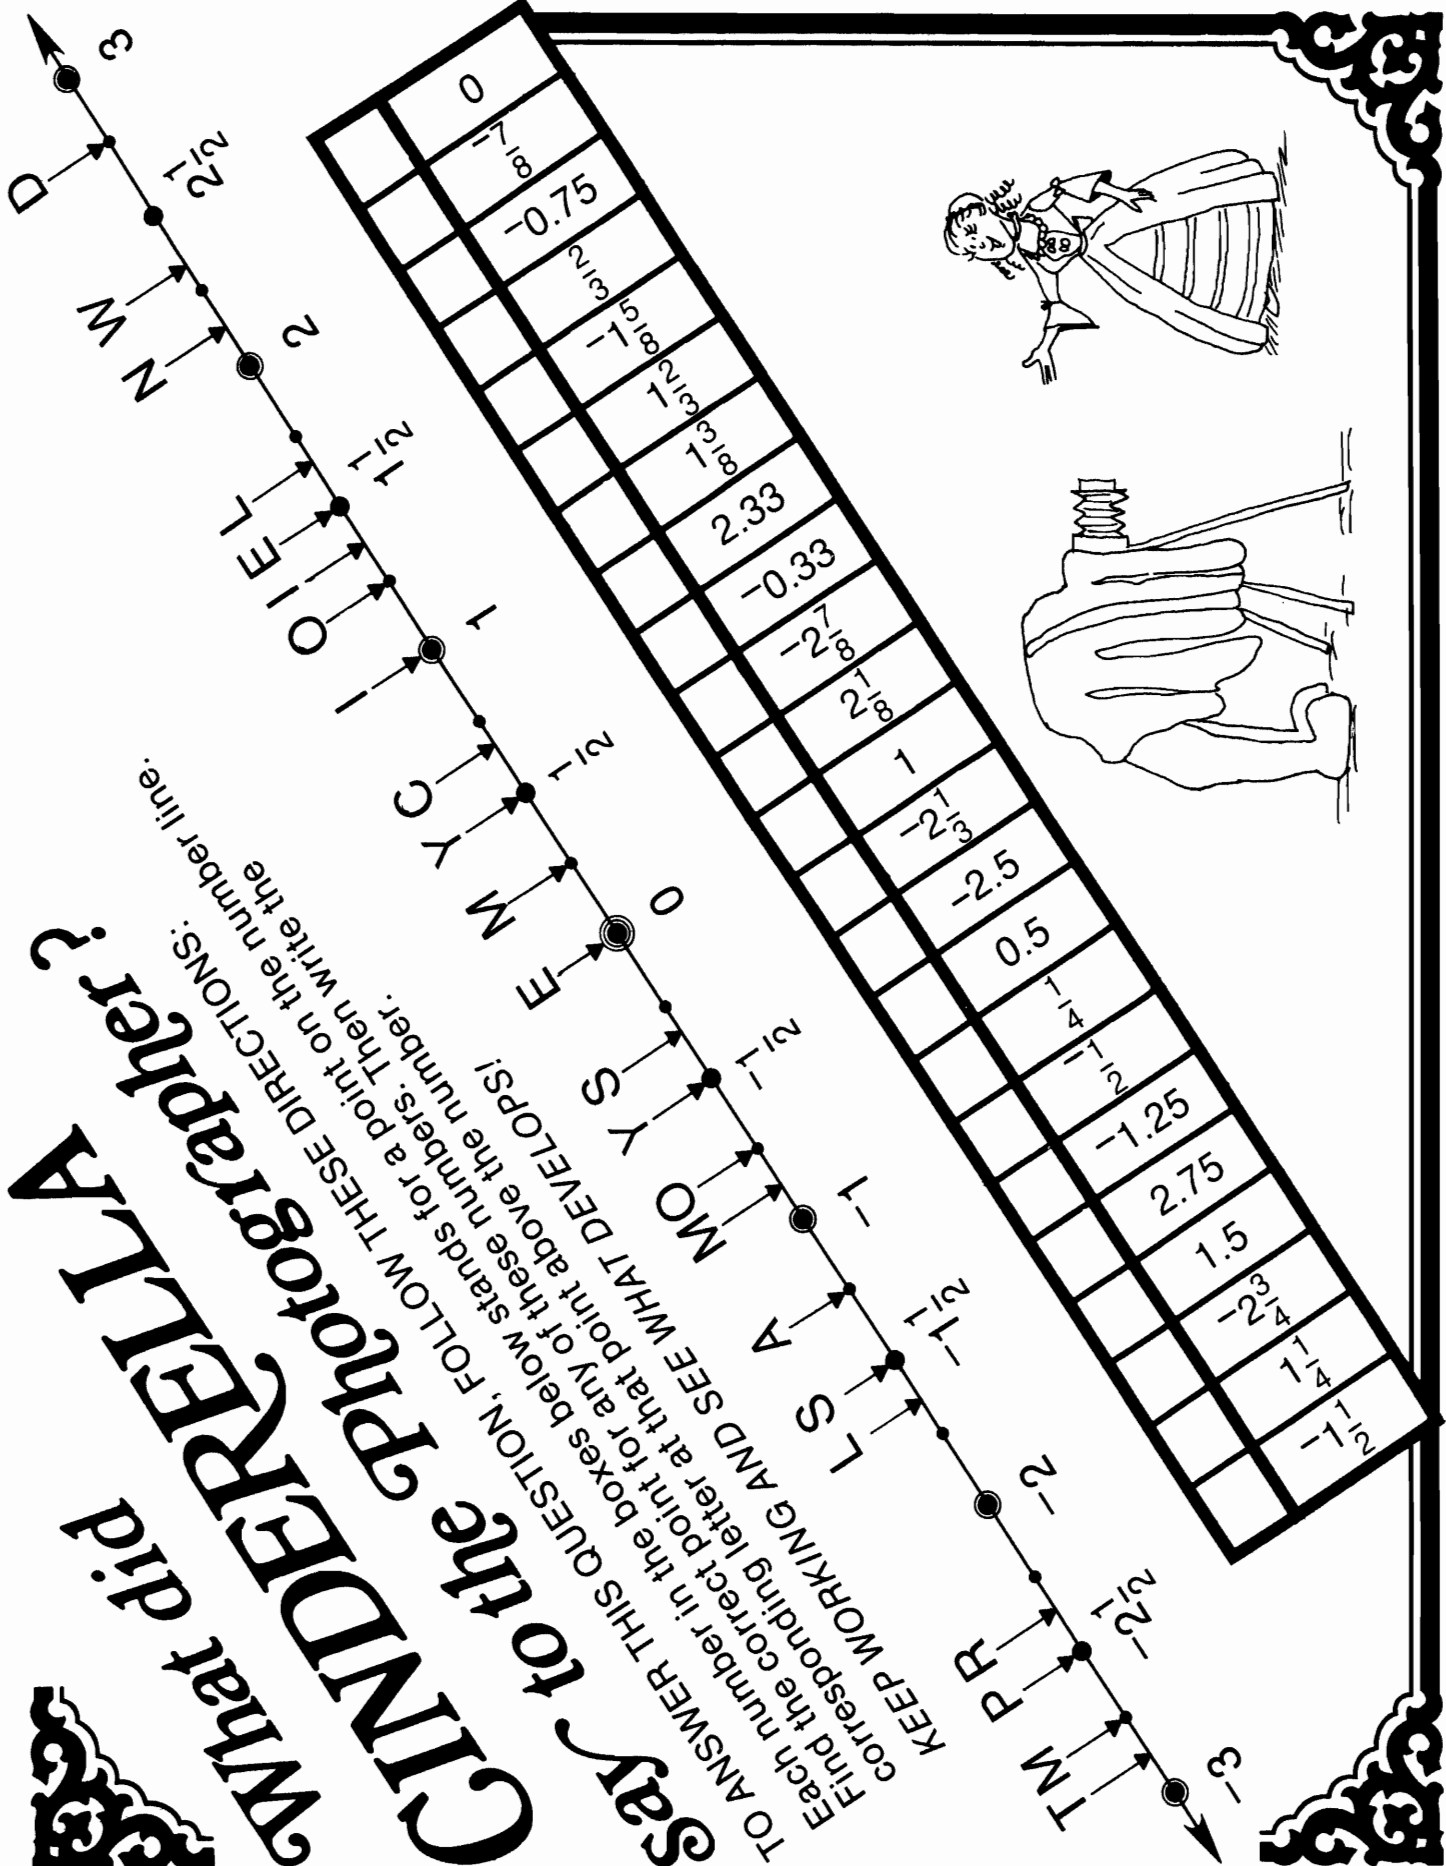 What did
CINDERELLA
Say to the Photographer?
TO ANSWER THIS QUESTION, FOLLOW THESE DIRECTIONS:
Each number in the boxes below stands for a point on the number line.
Find the correct point for any of these numbers. Then write the
corresponding letter at that point above the number.
KEEP WORKING AND SEE WHAT DEVELOPS!
T M P R L S A M O Y S E M Y C I O I E L N W D
−3 −2 1/2 −2 −1 1/2 −1 −1/2 0 1/2 1 1 1/2 2 2 1/2 3
−1 1/2 1 1/4 −2 3/4 1.5 2.75 −1.25 −1/2 1/4 0.5 −2.5 −2 1/3 1 2 1/8 −2 7/8 −0.33 2.33 1 3/8 1 2/3 −1 5/8 2/3 −0.75 −7/8 0